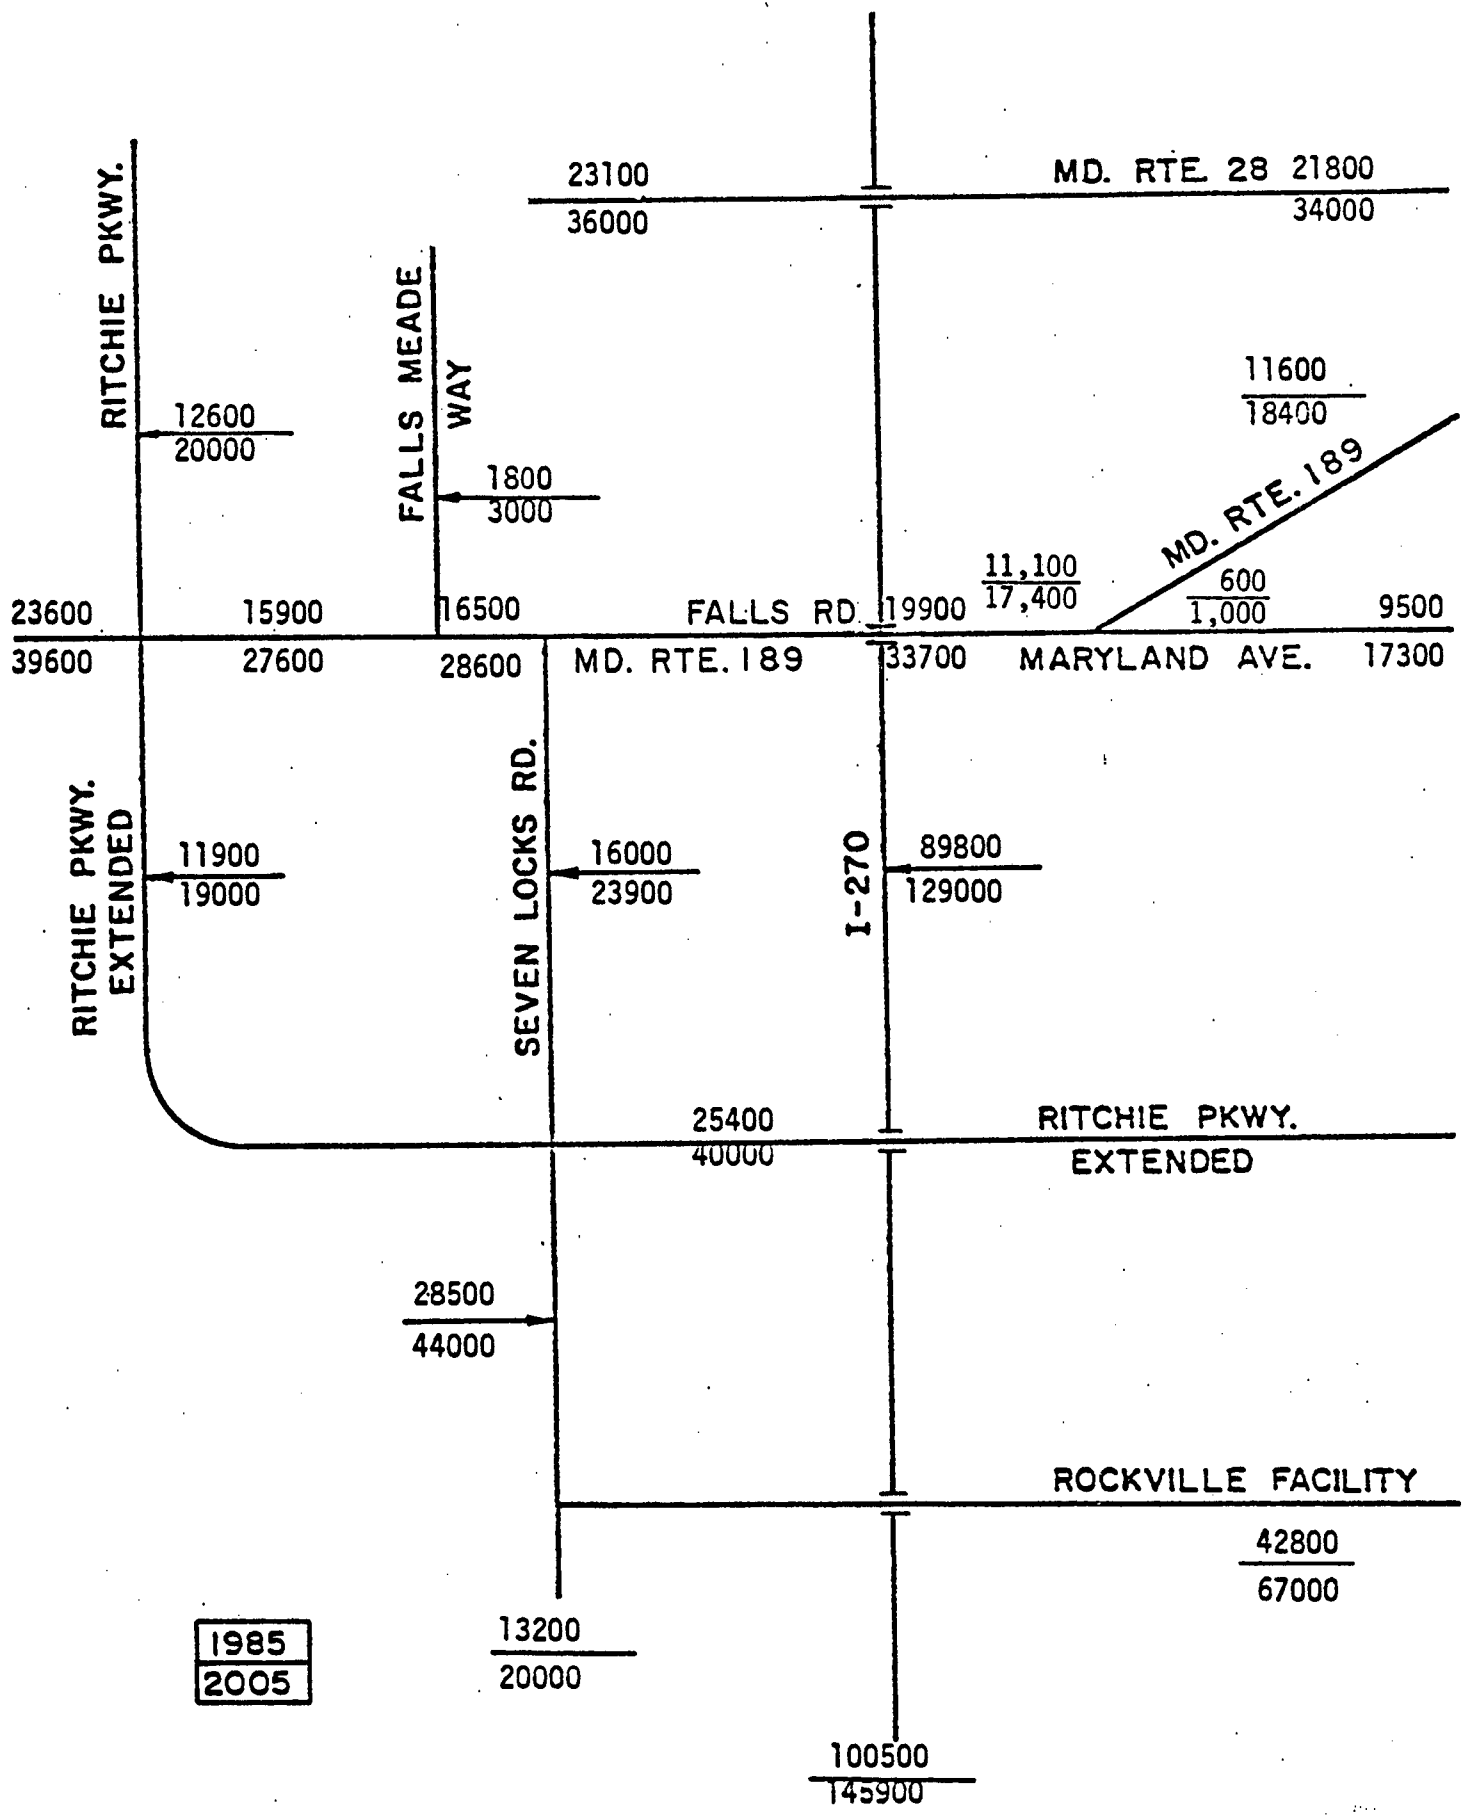 23100
MD. RTE. 28 21800
36000
34000
RITCHIE PKWY.
FALLS MEADE
WAY
11600
18400
12600
20000
1800
3000
MD. RTE. 189
11,100
17,400
600
1,000
23600
15900
16500
FALLS RD.
19900
9500
39600
27600
28600
MD. RTE. 189
33700
MARYLAND AVE.
17300
RITCHIE PKWY.
EXTENDED
11900
19000
SEVEN LOCKS RD.
16000
23900
I-270
89800
129000
25400
40000
RITCHIE PKWY.
EXTENDED
28500
44000
ROCKVILLE FACILITY
42800
67000
1985
2005
13200
20000
100500
145900